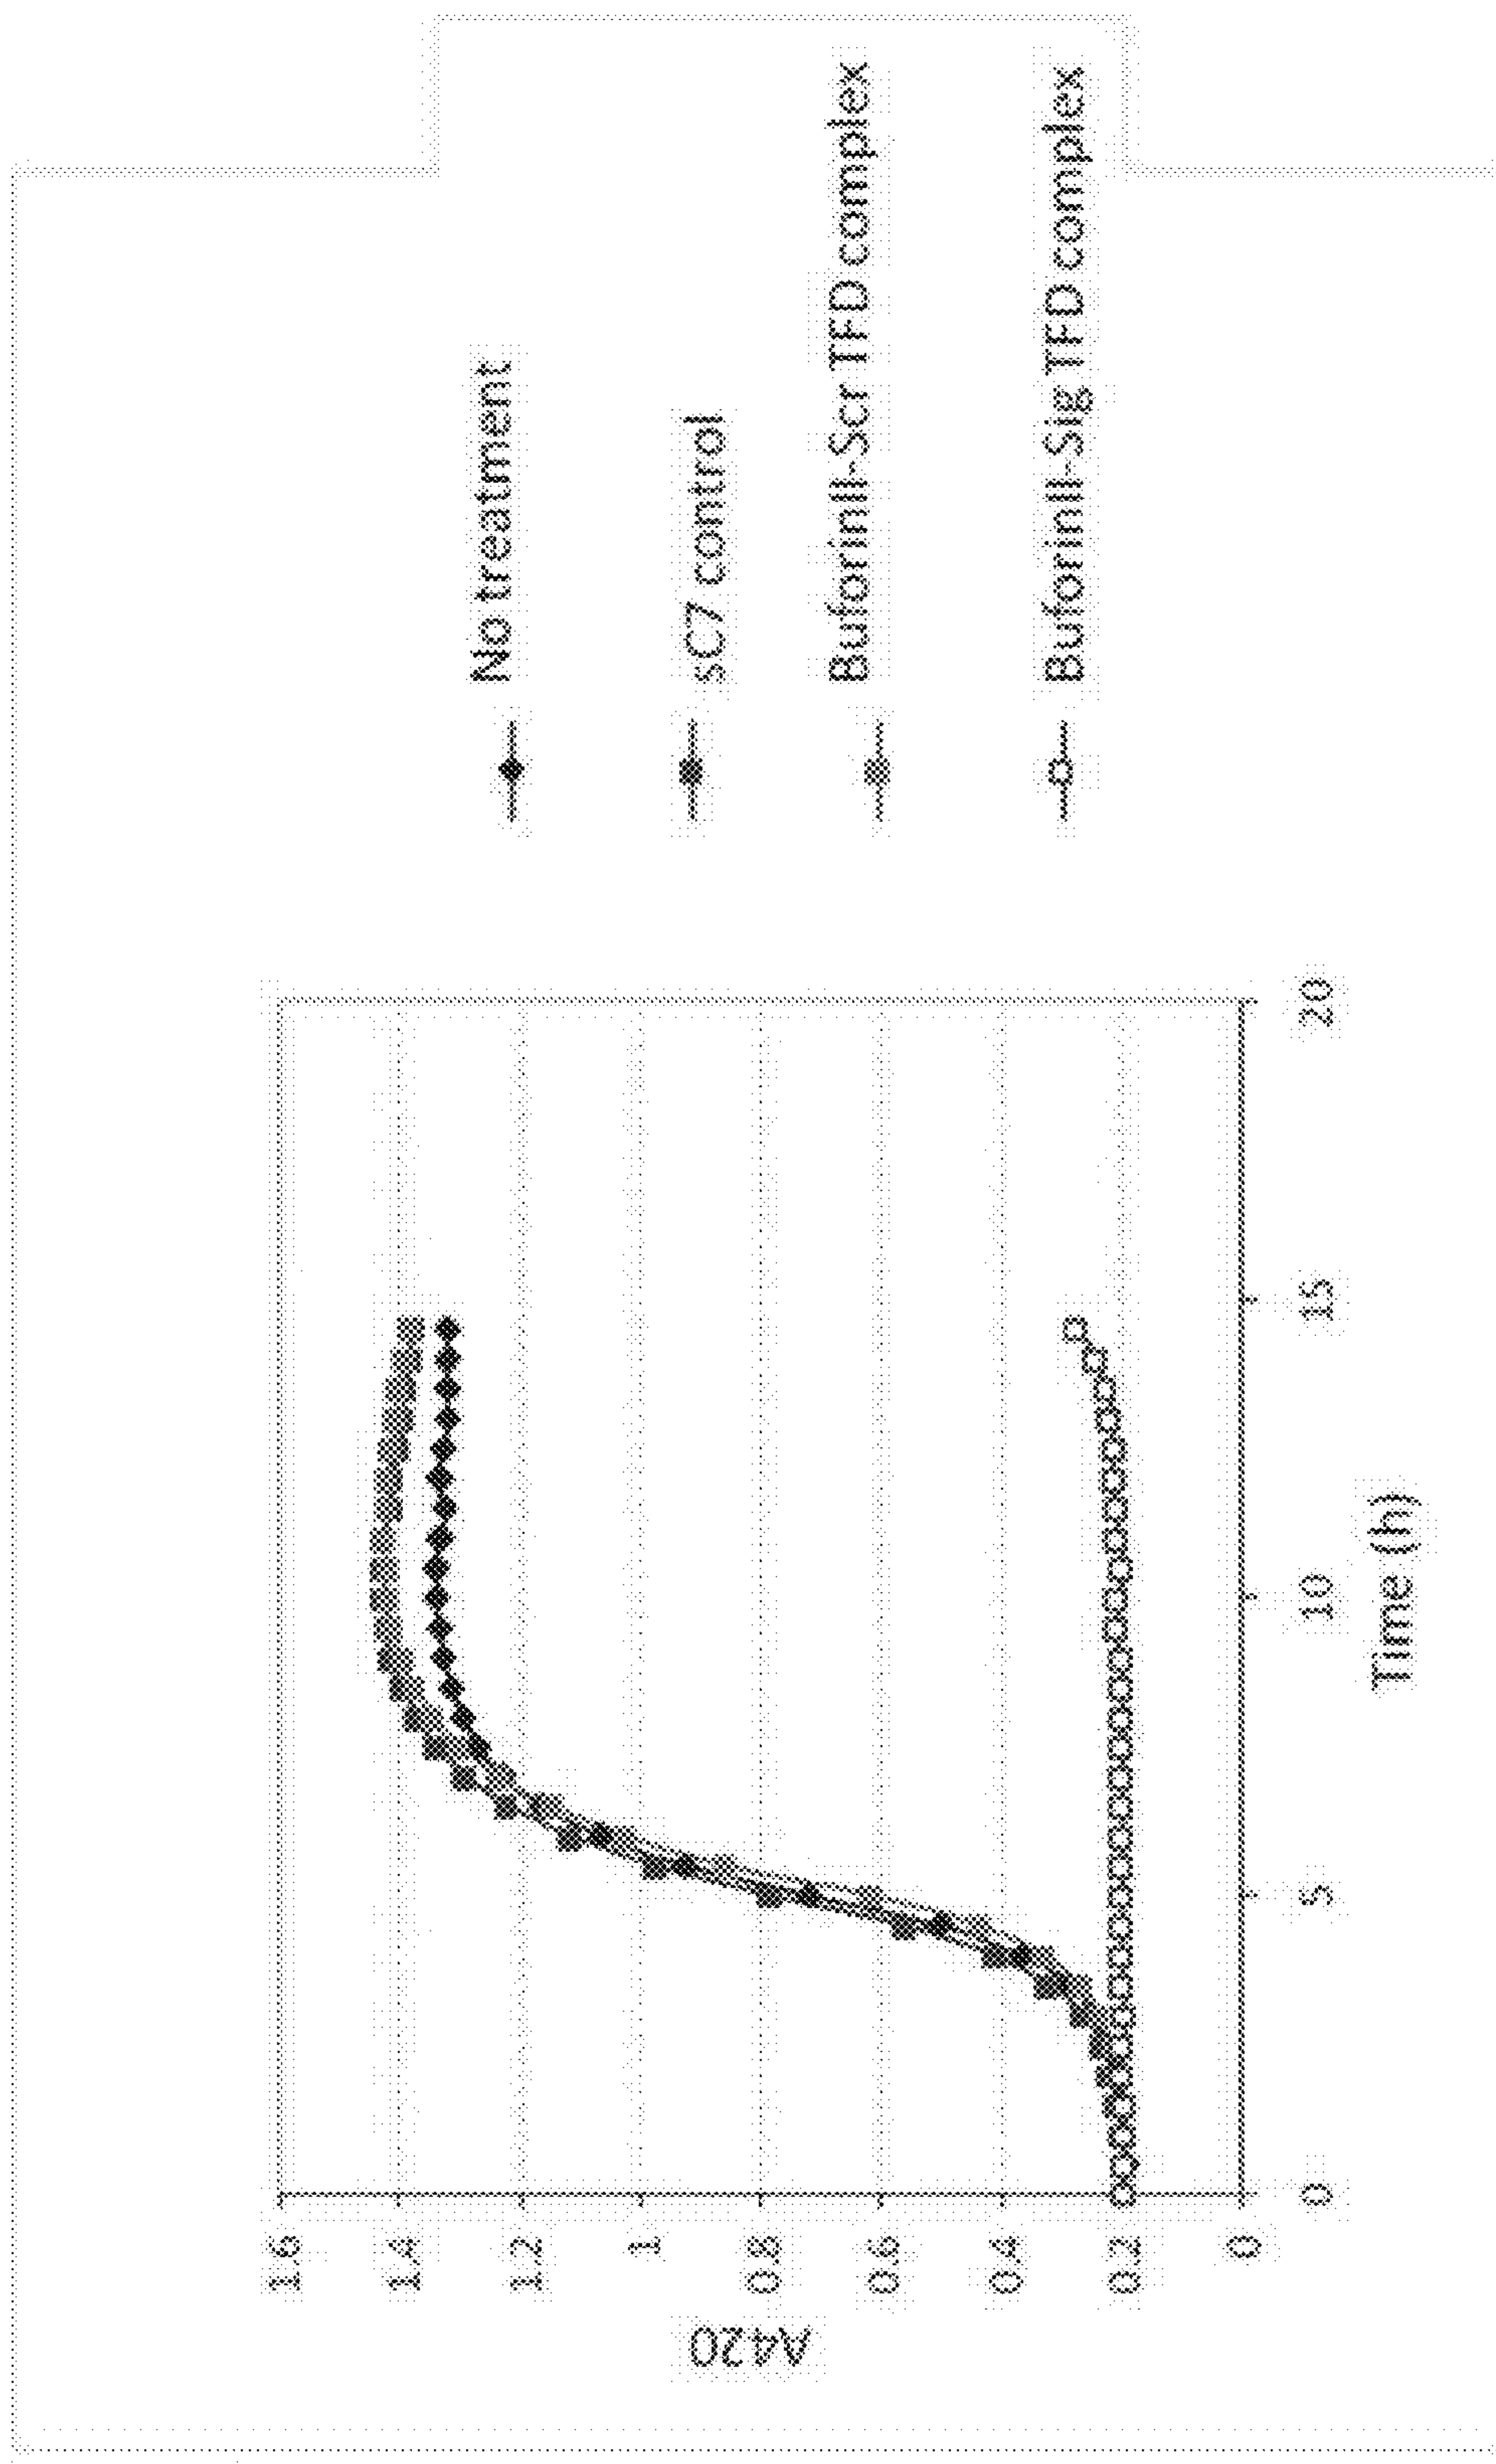 A420
1.6
1.4
1.2
1
0.8
0.6
0.4
0.2
0
0
5
10
15
20
Time (h)
No treatment
sC7 control
BuforinII-Scr TFD complex
BuforinII-Sig TFD complex